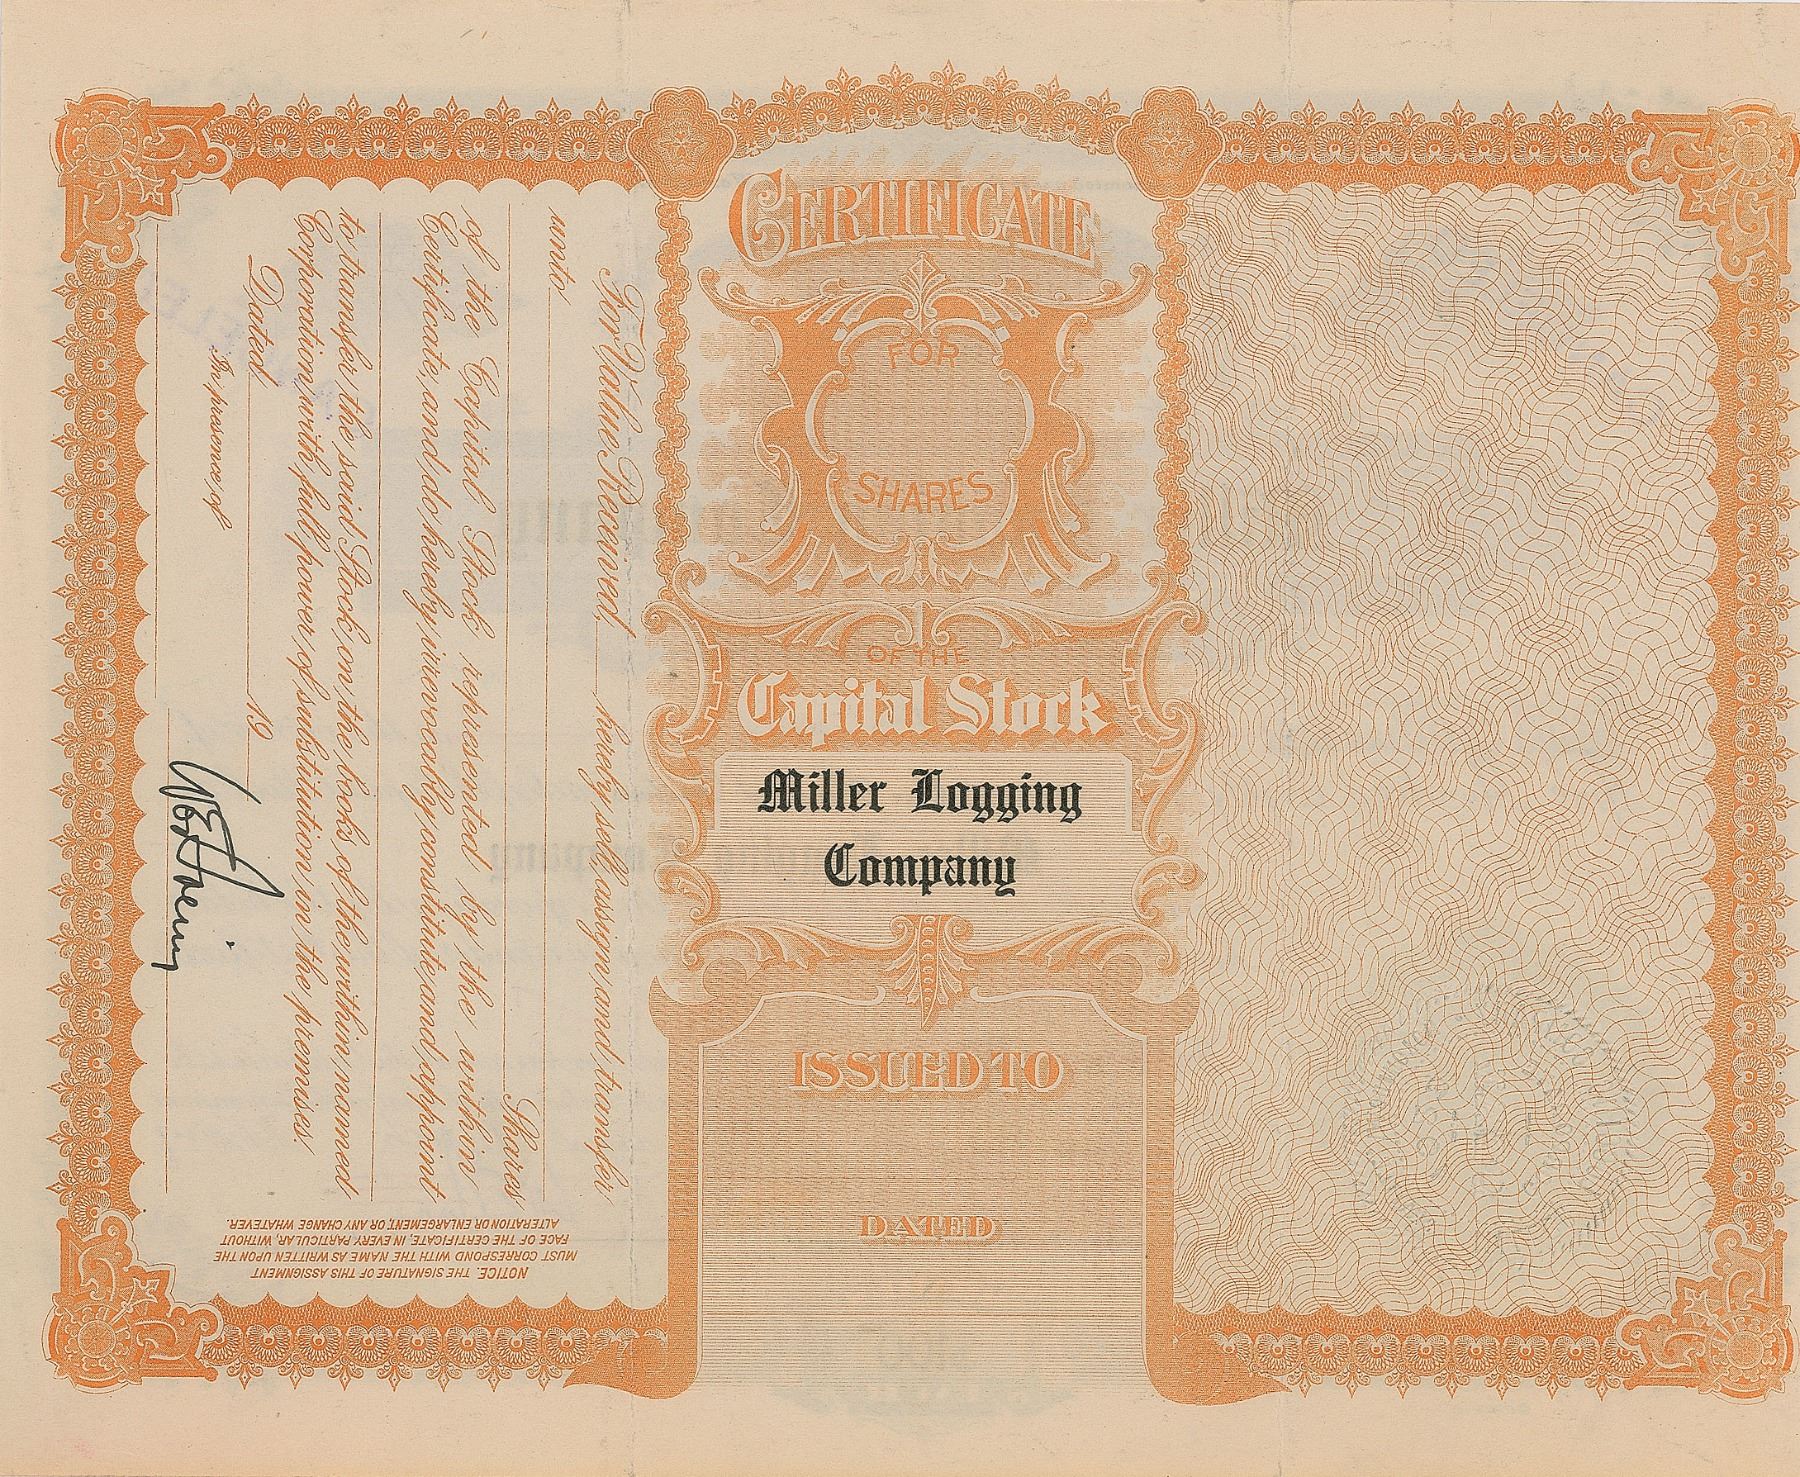 CERTIFICATE
FOR
SHARES
OF THE
Capital Stock
Miller Logging
Company
ISSUED TO
DATED
For Value Received, hereby sell, assign and transfer
unto
Shares
of the Capital Stock represented by the within
Certificate, and do hereby irrevocably constitute and appoint
to transfer the said Stock on the books of the within named
Corporation with full power of substitution in the premises.
Dated 19
In presence of
NOTICE. THE SIGNATURE OF THIS ASSIGNMENT
MUST CORRESPOND WITH THE NAME AS WRITTEN UPON THE
FACE OF THE CERTIFICATE, IN EVERY PARTICULAR, WITHOUT
ALTERATION OR ENLARGEMENT, OR ANY CHANGE WHATEVER.